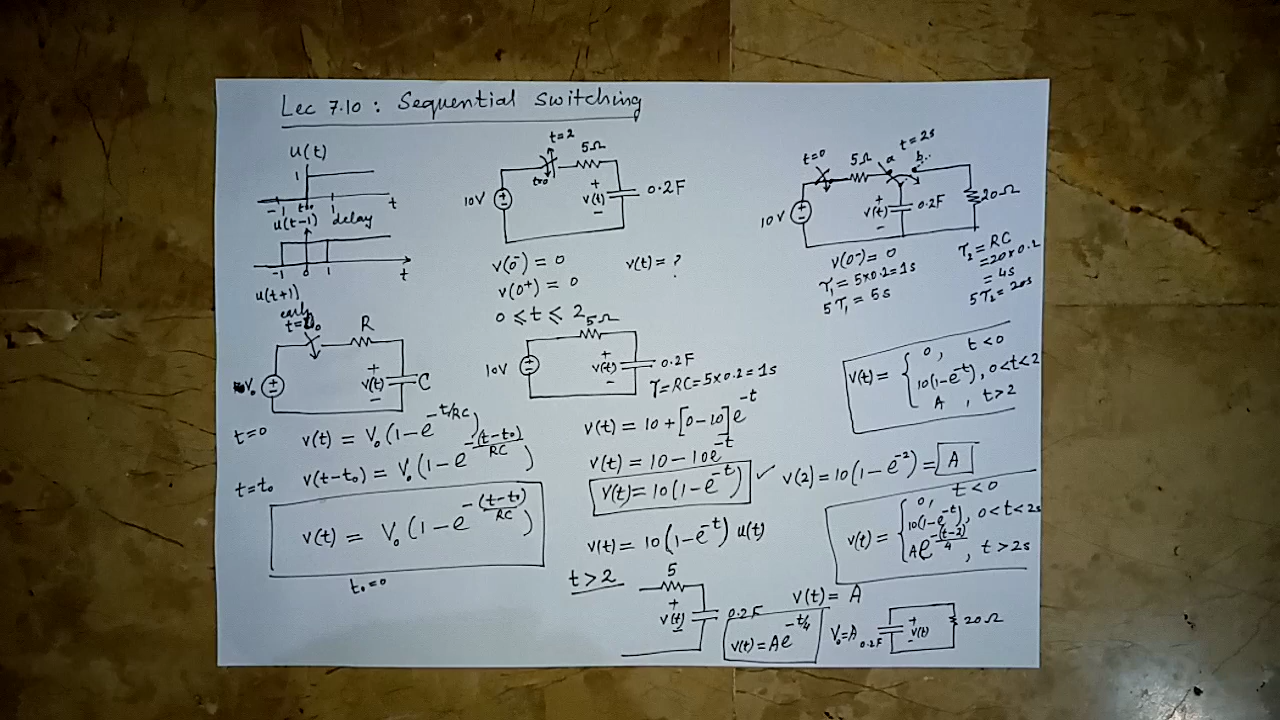 Lec 7.10 : Sequential Switching
u(t)
1
-1 t=0 1 t
u(t-1) delay
-1 0 1 t
u(t+1)
early
t=t₀
R
V₀
+
v(t)
-
C
t=0 v(t) = V₀(1-e^{-t/RC})
t=t₀ v(t-t₀) = V₀(1-e^{-(t-t₀)/RC})
v(t) = V₀(1-e^{-(t-t₀)/RC})
t₀=0
t=2
5Ω
t=0
10V
+
v(t)
-
0.2F
v(0⁻) = 0 v(t) = ?
v(0⁺) = 0
0 ≤ t ≤ 2
5Ω
10V
+
v(t)
-
0.2F
τ=RC=5×0.2=1s
v(t) = 10+[0-10]e^{-t}
v(t) = 10-10e^{-t}
v(t)=10(1-e^{-t}) ✓
v(t)= 10(1-e^{-t}) u(t)
t>2
5
+
v(t)
-
0.2F
v(t)= A
v(t)=Ae^{-t/4}
V₀=A
0.2F
+
v(t)
-
20Ω
t=0
5Ω
a
t=2s
b
10V
+
v(t)
-
0.2F
20Ω
v(0⁻)= 0
τ₁=5×0.2=1s
5τ₁=5s
τ₂=RC
=20×0.2
=4s
5τ₂=20s
v(t)= { 0, t<0
10(1-e^{-t}), 0<t<2
A, t>2
v(2)=10(1-e^{-2})=A
v(t)= { 0, t<0
10(1-e^{-t}), 0<t<2s
Ae^{-(t-2)/4}, t>2s